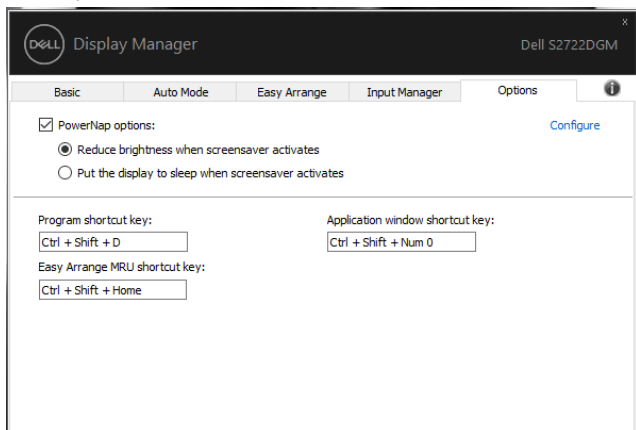 x
DELL Display Manager Dell S2722DGM
Basic Auto Mode Easy Arrange Input Manager Options i
PowerNap options: Configure
Reduce brightness when screensaver activates
Put the display to sleep when screensaver activates
Program shortcut key: Application window shortcut key:
Ctrl + Shift + D Ctrl + Shift + Num 0
Easy Arrange MRU shortcut key:
Ctrl + Shift + Home